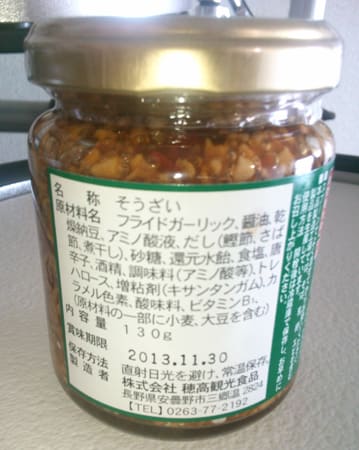 名　称　そうざい
原材料名　フライドガーリック、醤油、乾
燥納豆、アミノ酸液、だし(鰹節、さば
節、煮干し)、砂糖、還元水飴、食塩、唐
辛子、酒精、調味料(アミノ酸等)、トレ
ハロース、増粘剤(キサンタンガム)、カ
ラメル色素、酸味料、ビタミンB₁、
(原材料の一部に小麦、大豆を含む)
内容量　130g
賞味期限　2013.11.30
保存方法　直射日光を避け、常温保存。
製造者　株式会社 穂高観光食品
長野県安曇野市三郷温2824
【TEL】0263-77-2192